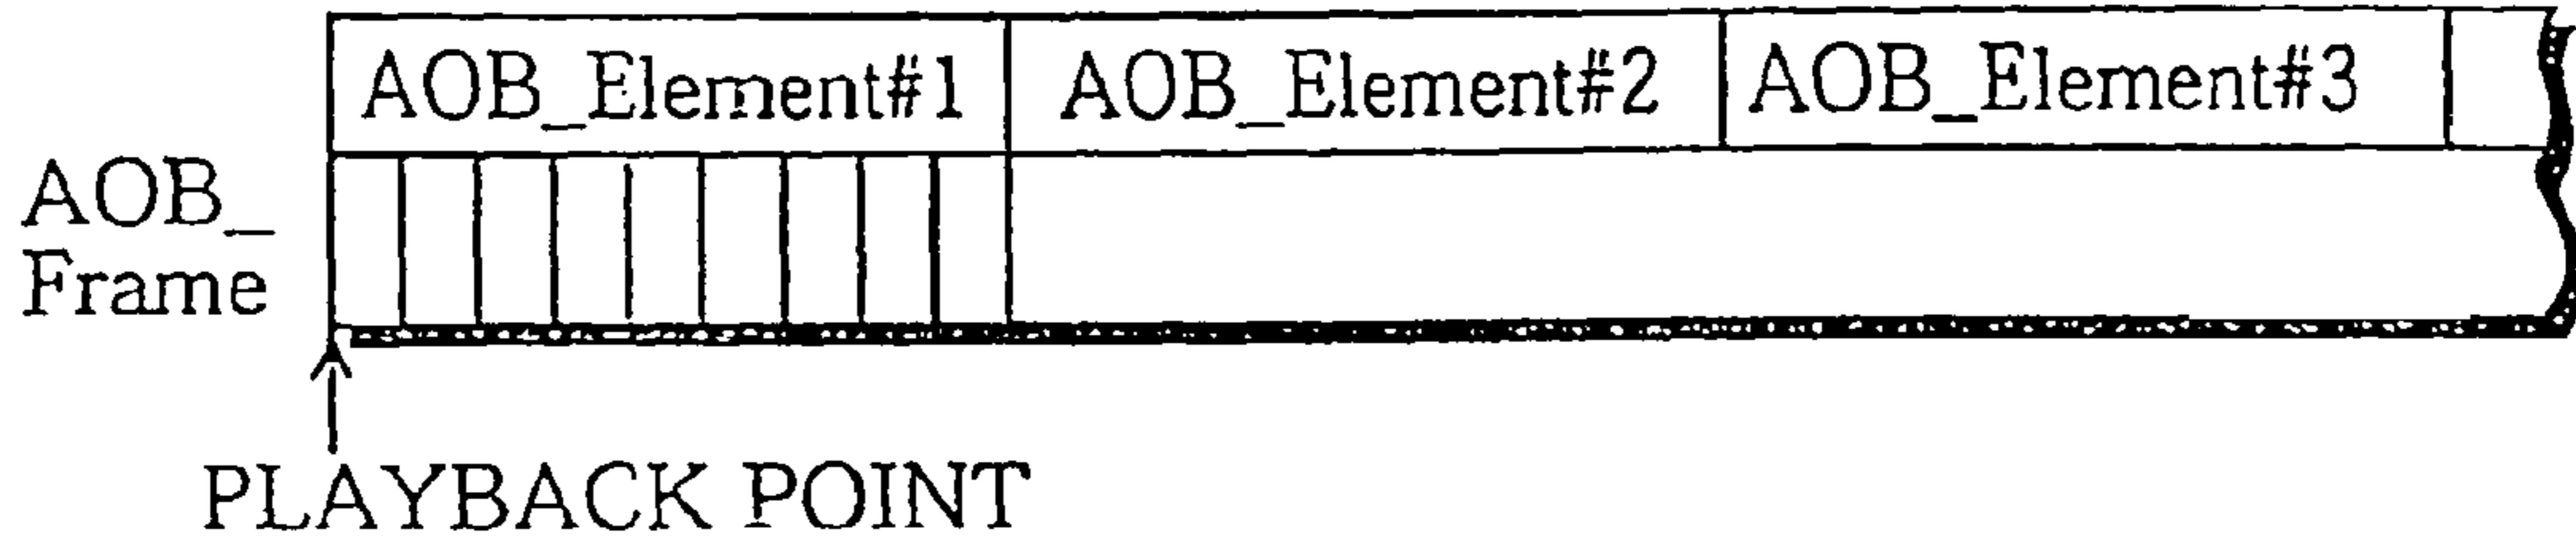 AOB_Element#1 AOB_Element#2 AOB_Element#3
AOB_
Frame
PLAYBACK POINT